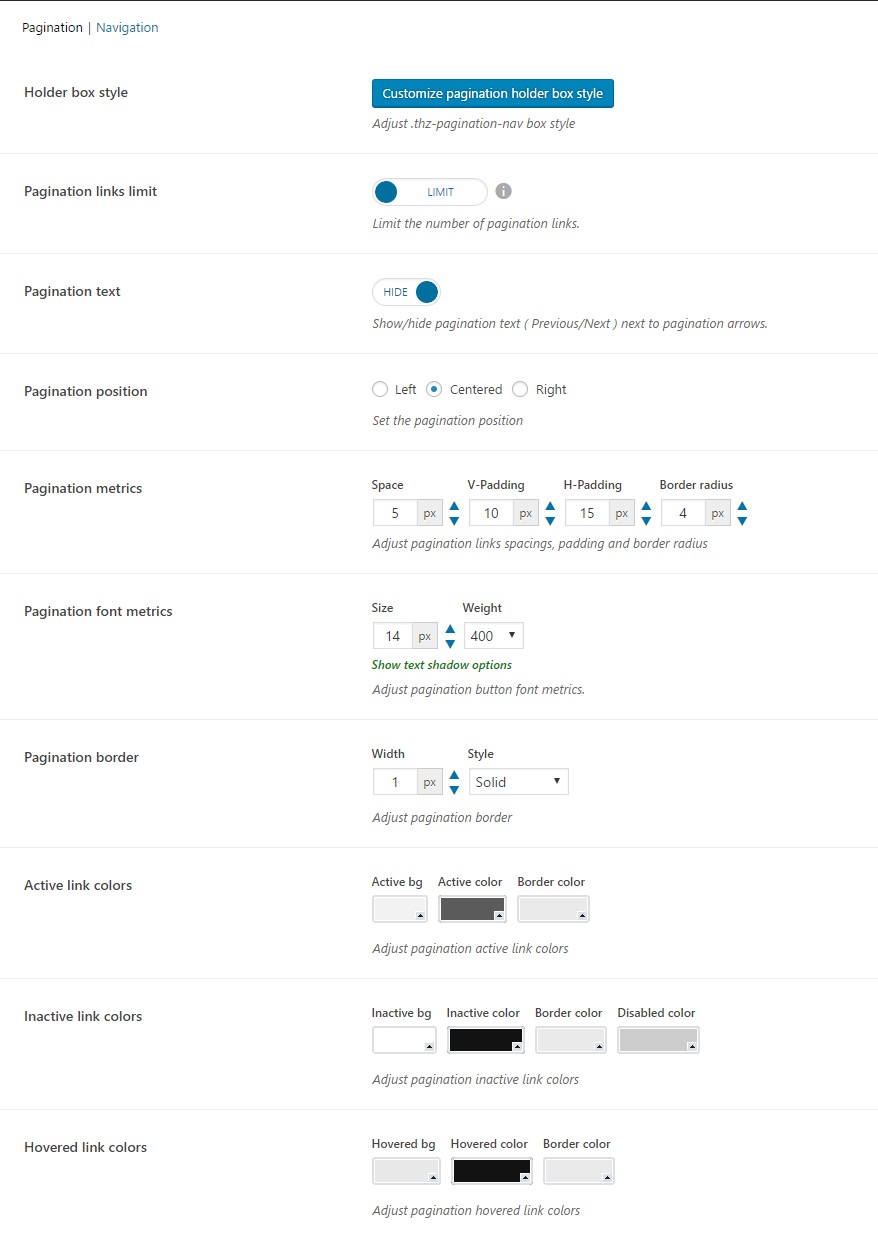 Pagination | Navigation
Holder box style
Customize pagination holder box style
Adjust .thz-pagination-nav box style
Pagination links limit
LIMIT
i
Limit the number of pagination links.
Pagination text
HIDE
Show/hide pagination text ( Previous/Next ) next to pagination arrows.
Pagination position
Left Centered Right
Set the pagination position
Pagination metrics
Space V-Padding H-Padding Border radius
5 px 10 px 15 px 4 px
Adjust pagination links spacings, padding and border radius
Pagination font metrics
Size Weight
14 px 400
Show text shadow options
Adjust pagination button font metrics.
Pagination border
Width Style
1 px Solid
Adjust pagination border
Active link colors
Active bg Active color Border color
Adjust pagination active link colors
Inactive link colors
Inactive bg Inactive color Border color Disabled color
Adjust pagination inactive link colors
Hovered link colors
Hovered bg Hovered color Border color
Adjust pagination hovered link colors